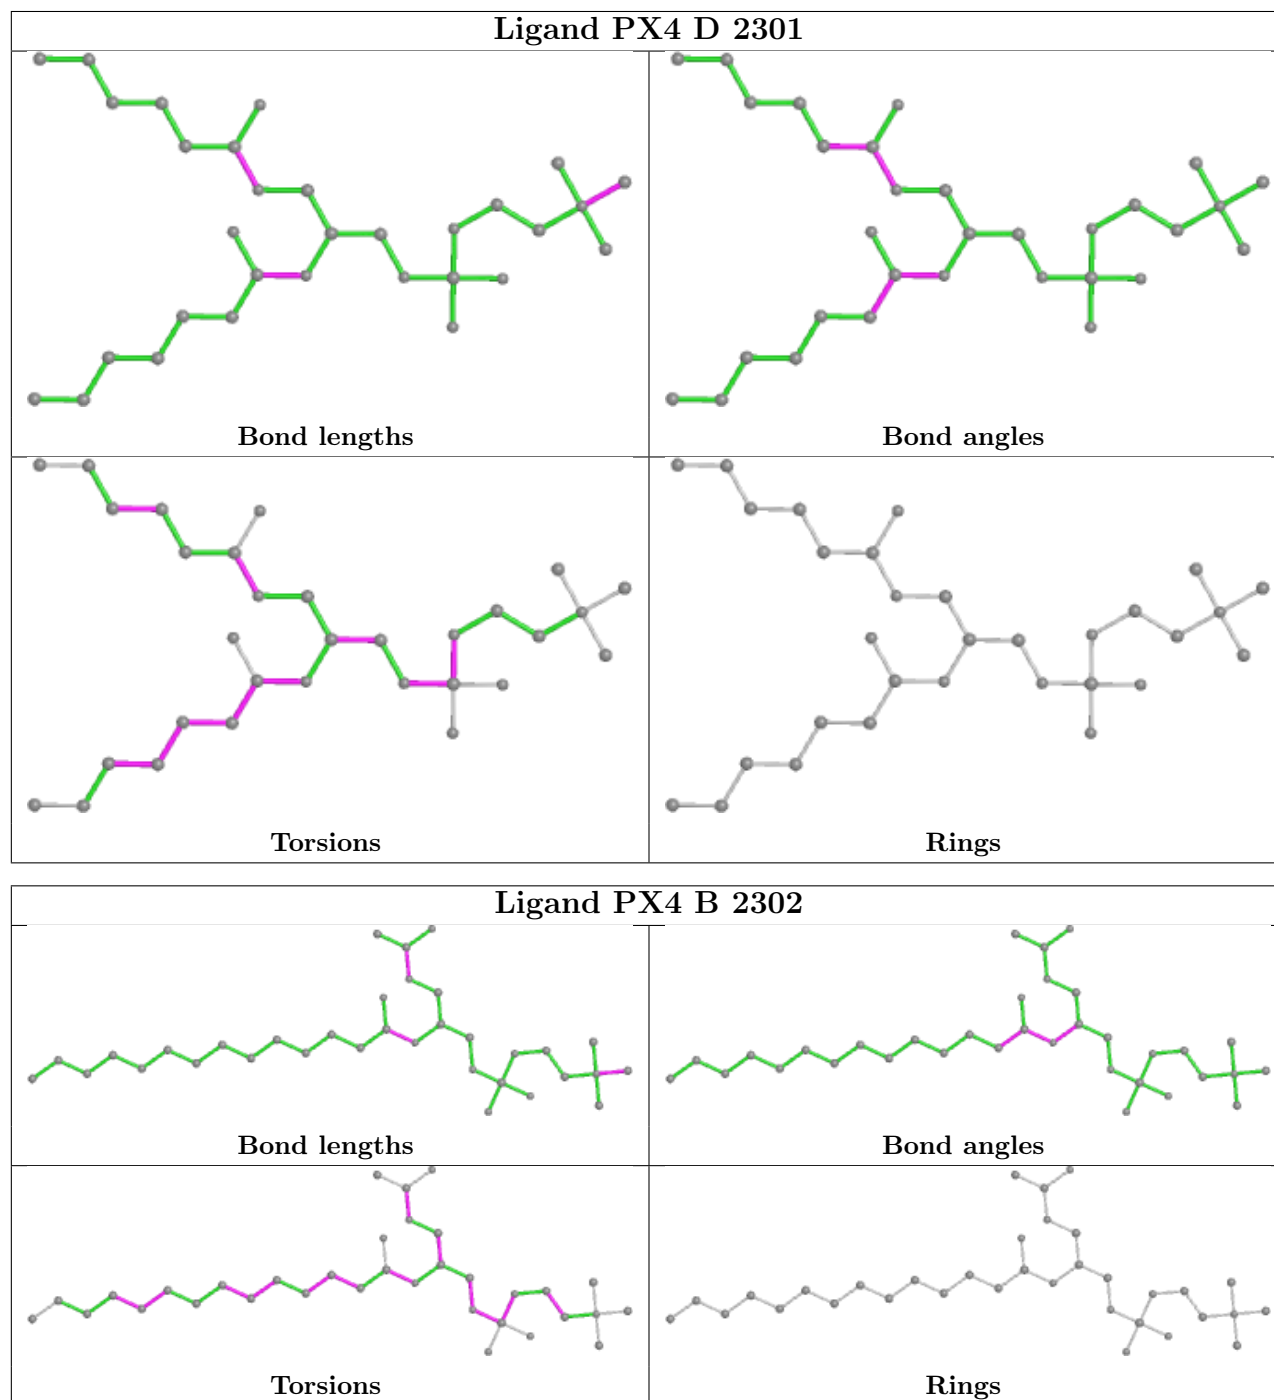 Ligand PX4 D 2301
Bond lengths
Bond angles
Torsions
Rings
Ligand PX4 B 2302
Bond lengths
Bond angles
Torsions
Rings